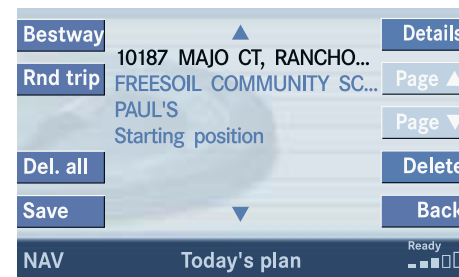 Bestway
Details
10187 MAJO CT, RANCHO...
Rnd trip
FREESOIL COMMUNITY SC...
Page
PAUL'S
Page
Starting position
Del. all
Delete
Save
Back
NAV
Today's plan
Ready